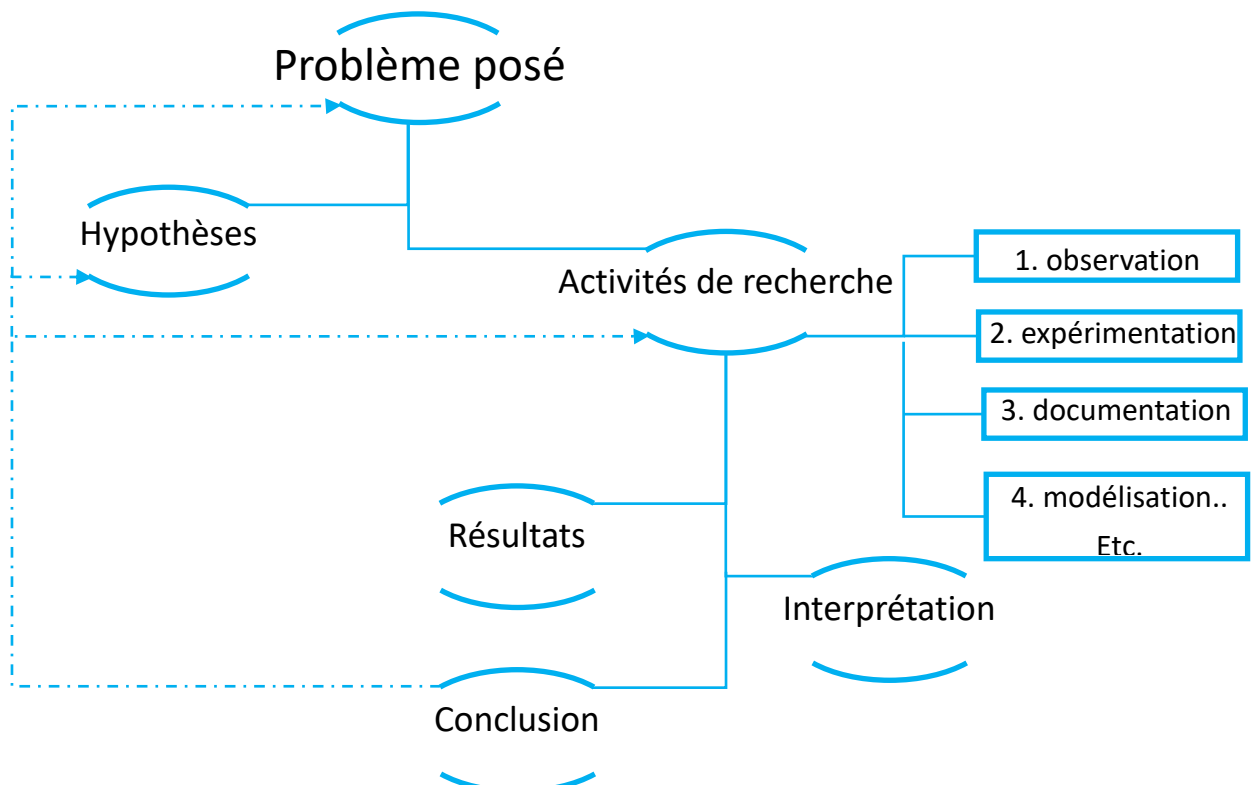 Problème posé
Hypothèses
Activités de recherche
1. observation
2. expérimentation
3. documentation
4. modélisation..
Etc.
Résultats
Interprétation
Conclusion